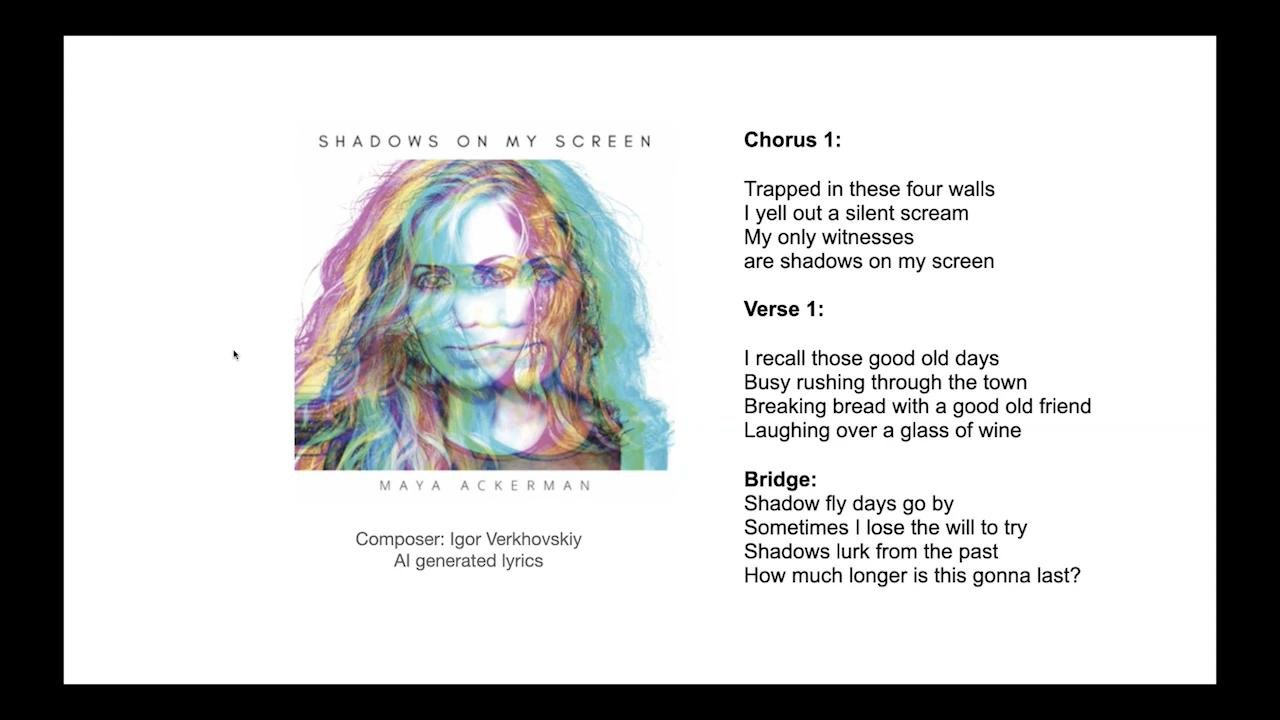 SHADOWS ON MY SCREEN
MAYA ACKERMAN
Composer: Igor Verkhovskiy
AI generated lyrics
Chorus 1:
Trapped in these four walls
I yell out a silent scream
My only witnesses
are shadows on my screen
Verse 1:
I recall those good old days
Busy rushing through the town
Breaking bread with a good old friend
Laughing over a glass of wine
Bridge:
Shadow fly days go by
Sometimes I lose the will to try
Shadows lurk from the past
How much longer is this gonna last?